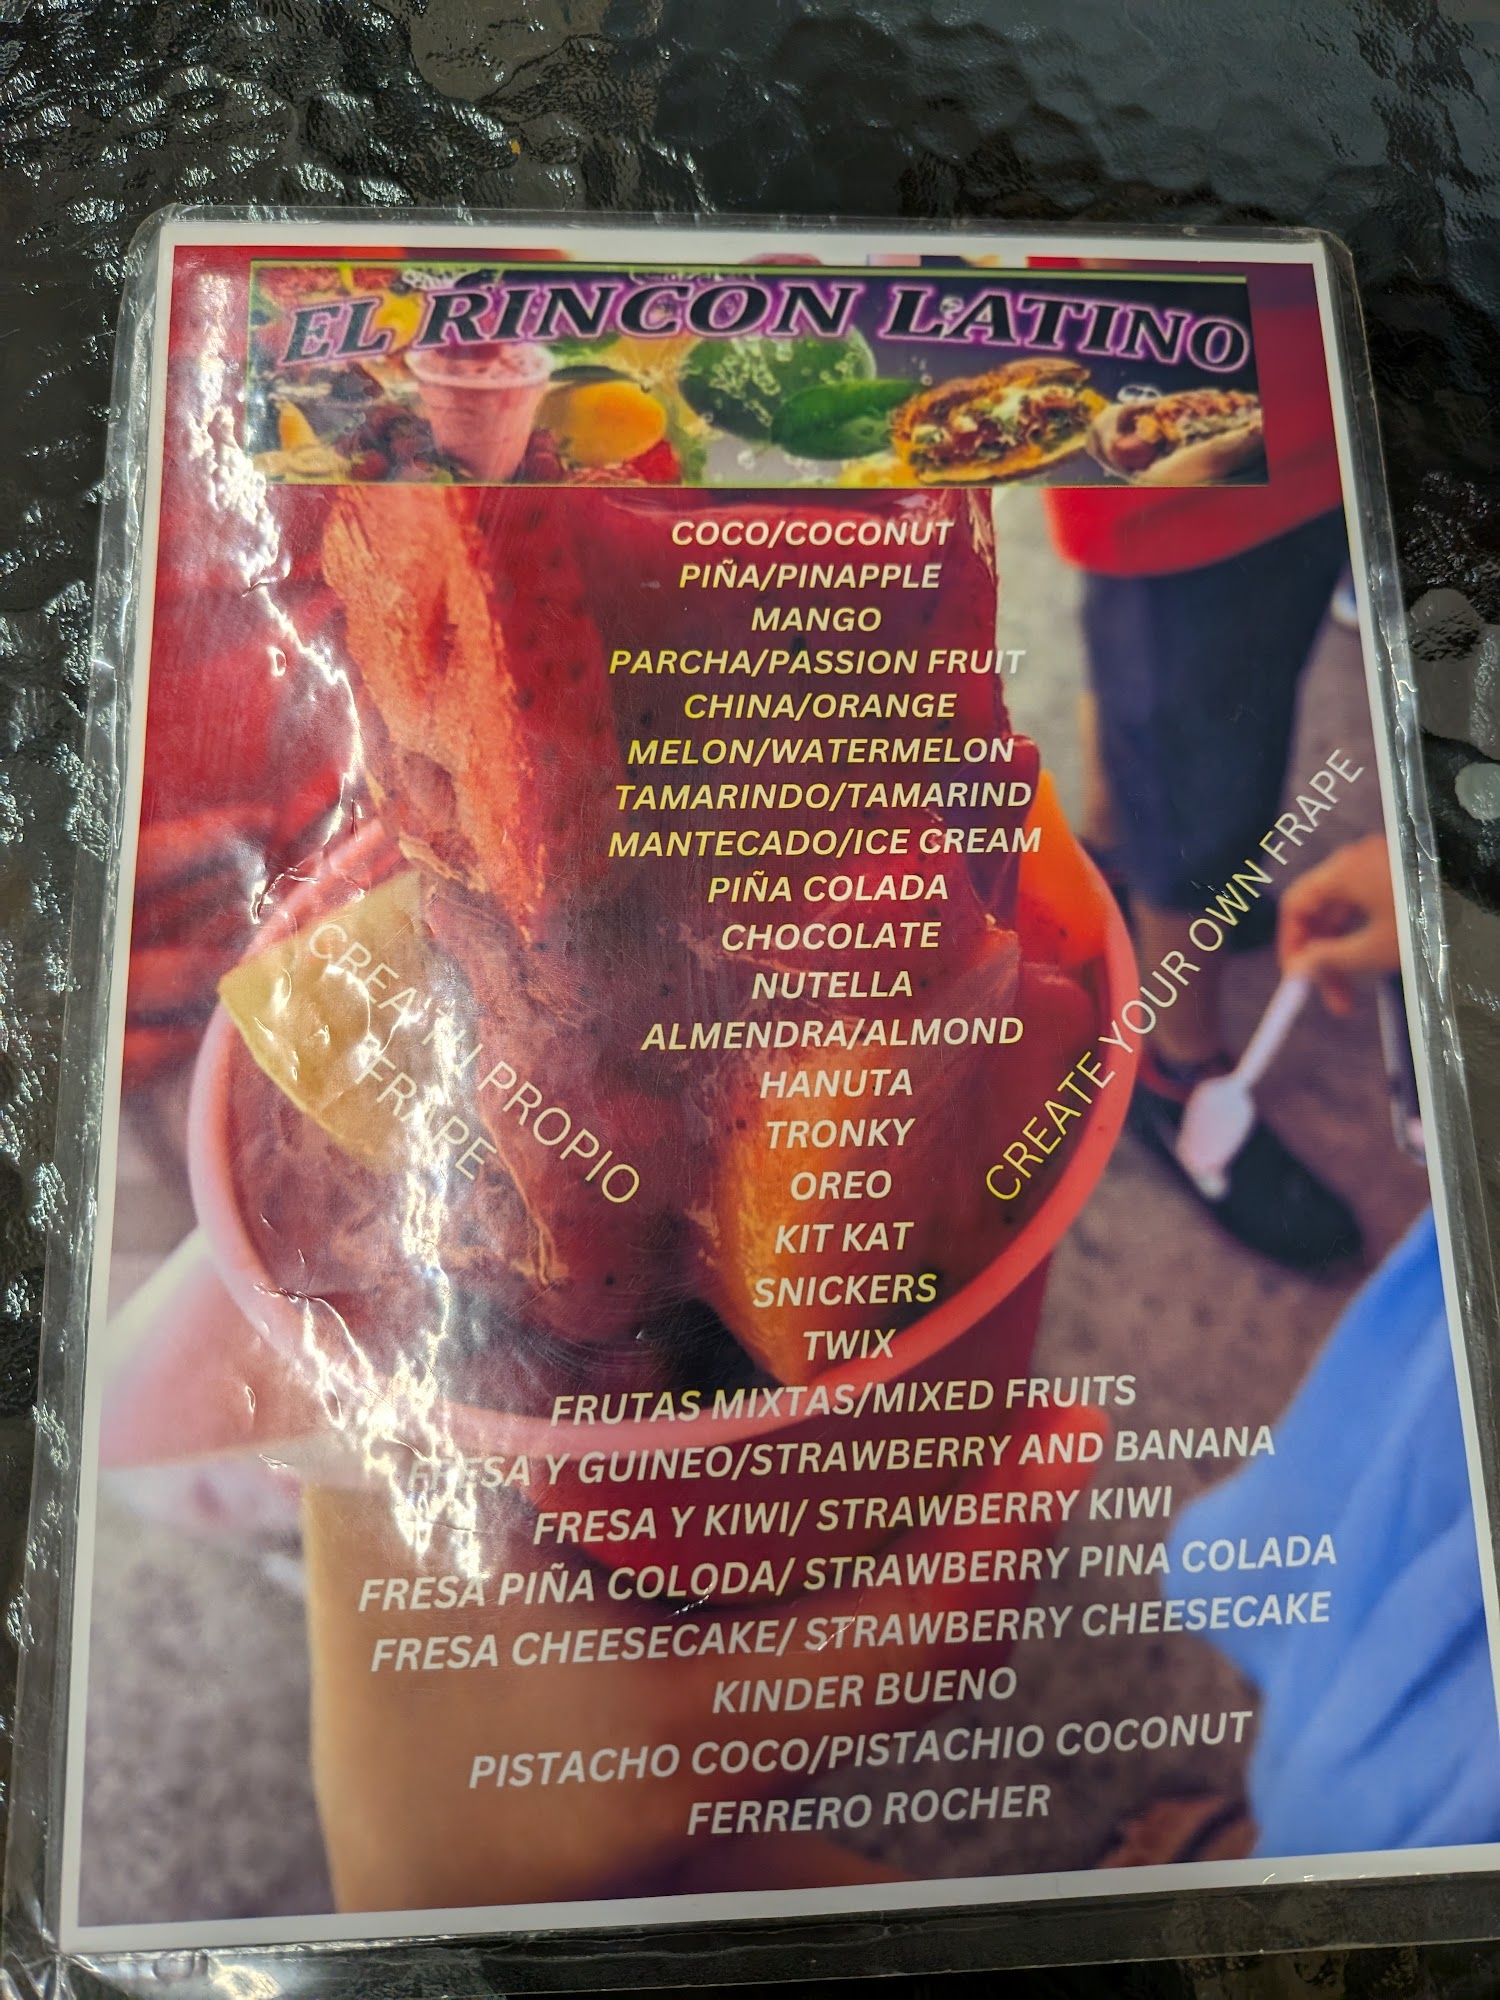 EL RINCON LATINO
COCO/COCONUT
PIÑA/PINAPPLE
MANGO
PARCHA/PASSION FRUIT
CHINA/ORANGE
MELON/WATERMELON
TAMARINDO/TAMARIND
MANTECADO/ICE CREAM
PIÑA COLADA
CHOCOLATE
NUTELLA
ALMENDRA/ALMOND
HANUTA
TRONKY
OREO
KIT KAT
SNICKERS
TWIX
FRUTAS MIXTAS/MIXED FRUITS
FRESA Y GUINEO/STRAWBERRY AND BANANA
FRESA Y KIWI/ STRAWBERRY KIWI
FRESA PIÑA COLODA/ STRAWBERRY PINA COLADA
FRESA CHEESECAKE/ STRAWBERRY CHEESECAKE
KINDER BUENO
PISTACHO COCO/PISTACHIO COCONUT
FERRERO ROCHER
CREA TU PROPIO
FRAPE
CREATE YOUR OWN FRAPE